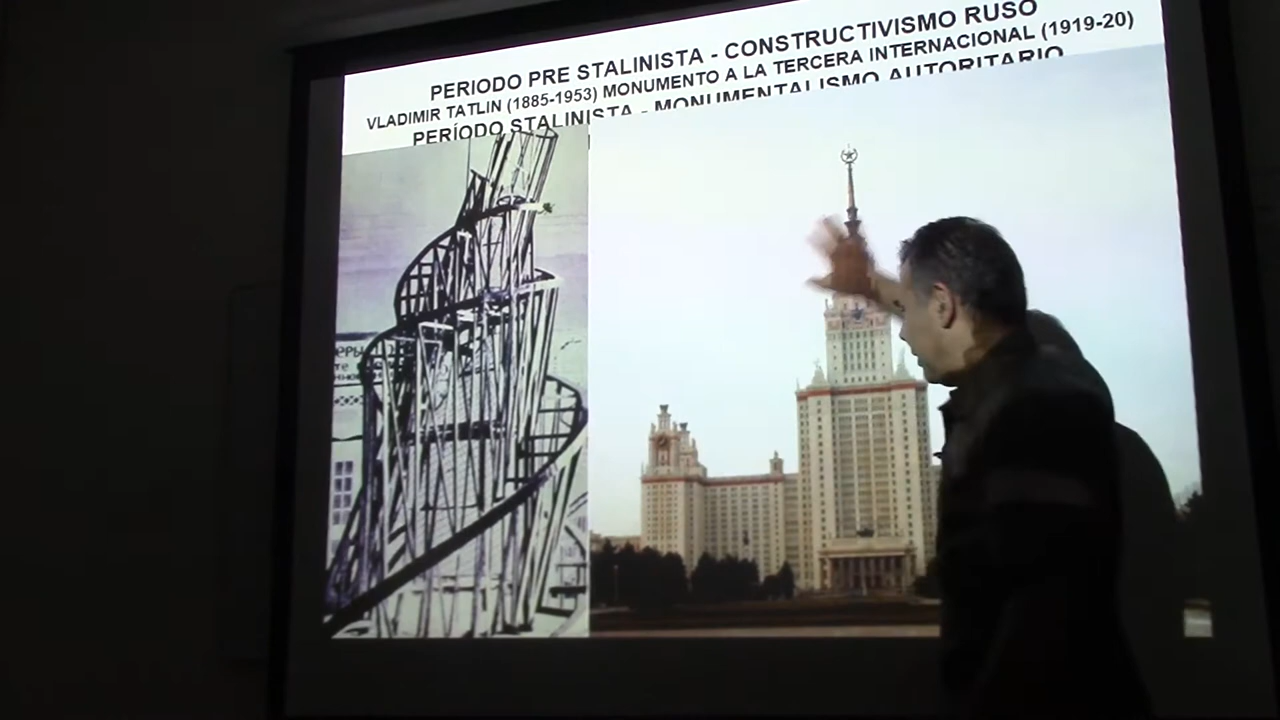 PERIODO PRE STALINISTA - CONSTRUCTIVISMO RUSO
VLADIMIR TATLIN (1885-1953) MONUMENTO A LA TERCERA INTERNACIONAL (1919-20)
PERÍODO STALINISTA - MONUMENTALISMO AUTORITARIO